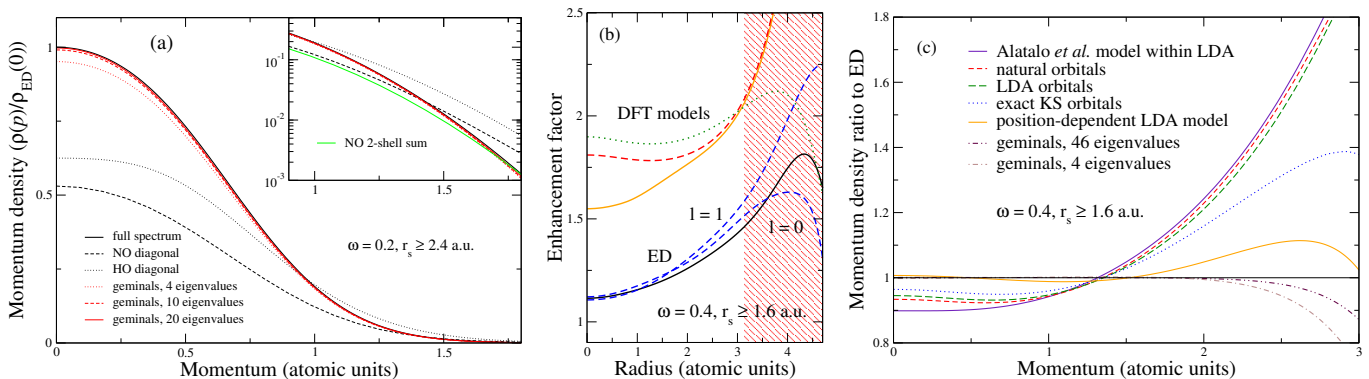 (a)
Momentum density (ρ(p)/ρ_ED(0))
1
0.5
0
0
0.5
1
1.5
Momentum (atomic units)
full spectrum
NO diagonal
HO diagonal
geminals, 4 eigenvalues
geminals, 10 eigenvalues
geminals, 20 eigenvalues
ω = 0.2, r_s ≥ 2.4 a.u.
10^-1
10^-2
10^-3
1
1.5
NO 2-shell sum
(b)
Enhancement factor
2.5
2
1.5
1
0
1
2
3
4
Radius (atomic units)
DFT models
l = 1
l = 0
ED
ω = 0.4, r_s ≥ 1.6 a.u.
(c)
Momentum density ratio to ED
1.8
1.6
1.4
1.2
1
0.8
0
1
2
3
Momentum (atomic units)
Alatalo et al. model within LDA
natural orbitals
LDA orbitals
exact KS orbitals
position-dependent LDA model
geminals, 46 eigenvalues
geminals, 4 eigenvalues
ω = 0.4, r_s ≥ 1.6 a.u.